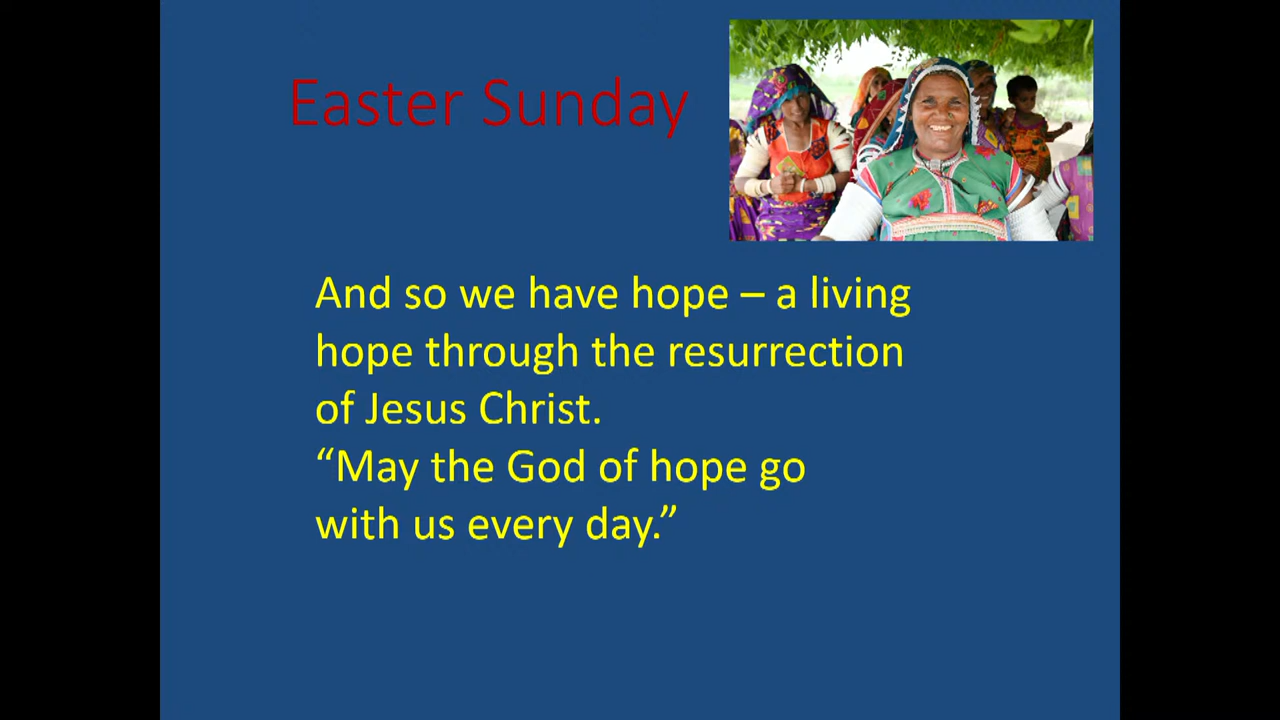 Easter Sunday
And so we have hope – a living
hope through the resurrection
of Jesus Christ.
“May the God of hope go
with us every day.”